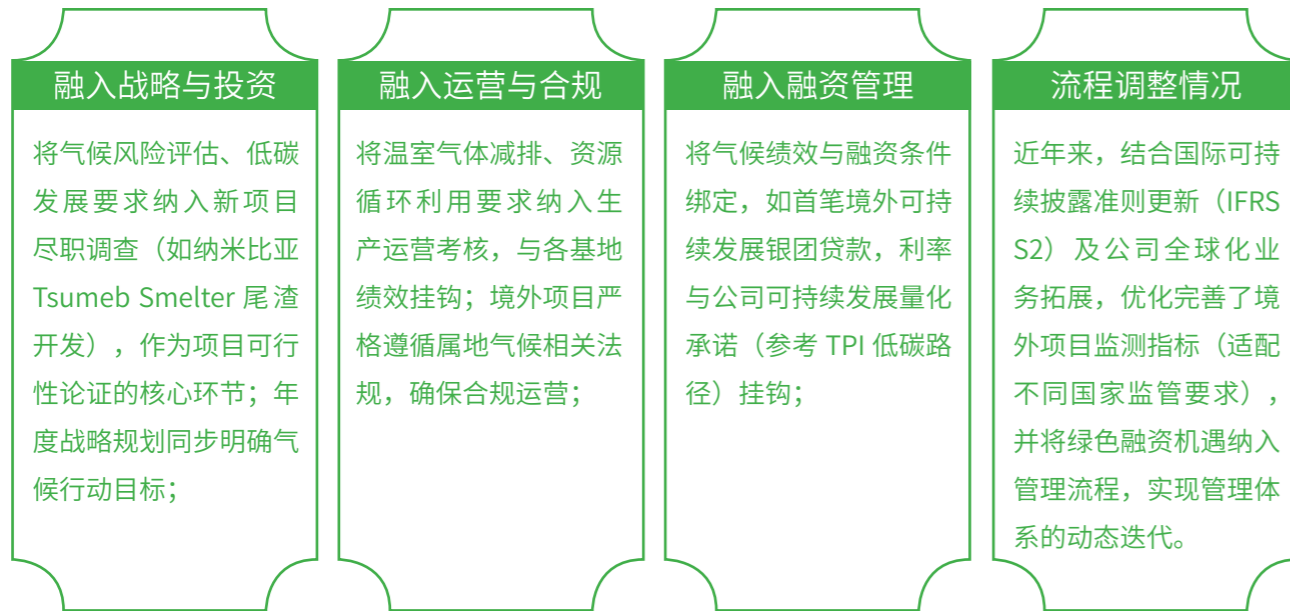 融入战略与投资
将气候风险评估、低碳
发展要求纳入新项目
尽职调查（如纳米比亚
Tsumeb Smelter 尾渣
开发），作为项目可行
性论证的核心环节；年
度战略规划同步明确气
候行动目标；
融入运营与合规
将温室气体减排、资源
循环利用要求纳入生
产运营考核，与各基地
绩效挂钩；境外项目严
格遵循属地气候相关法
规，确保合规运营；
融入融资管理
将气候绩效与融资条件
绑定，如首笔境外可持
续发展银团贷款，利率
与公司可持续发展量化
承诺（参考 TPI 低碳路
径）挂钩；
流程调整情况
近年来，结合国际可持
续披露准则更新（IFRS
S2）及公司全球化业
务拓展，优化完善了境
外项目监测指标（适配
不同国家监管要求），
并将绿色融资机遇纳入
管理流程，实现管理体
系的动态迭代。